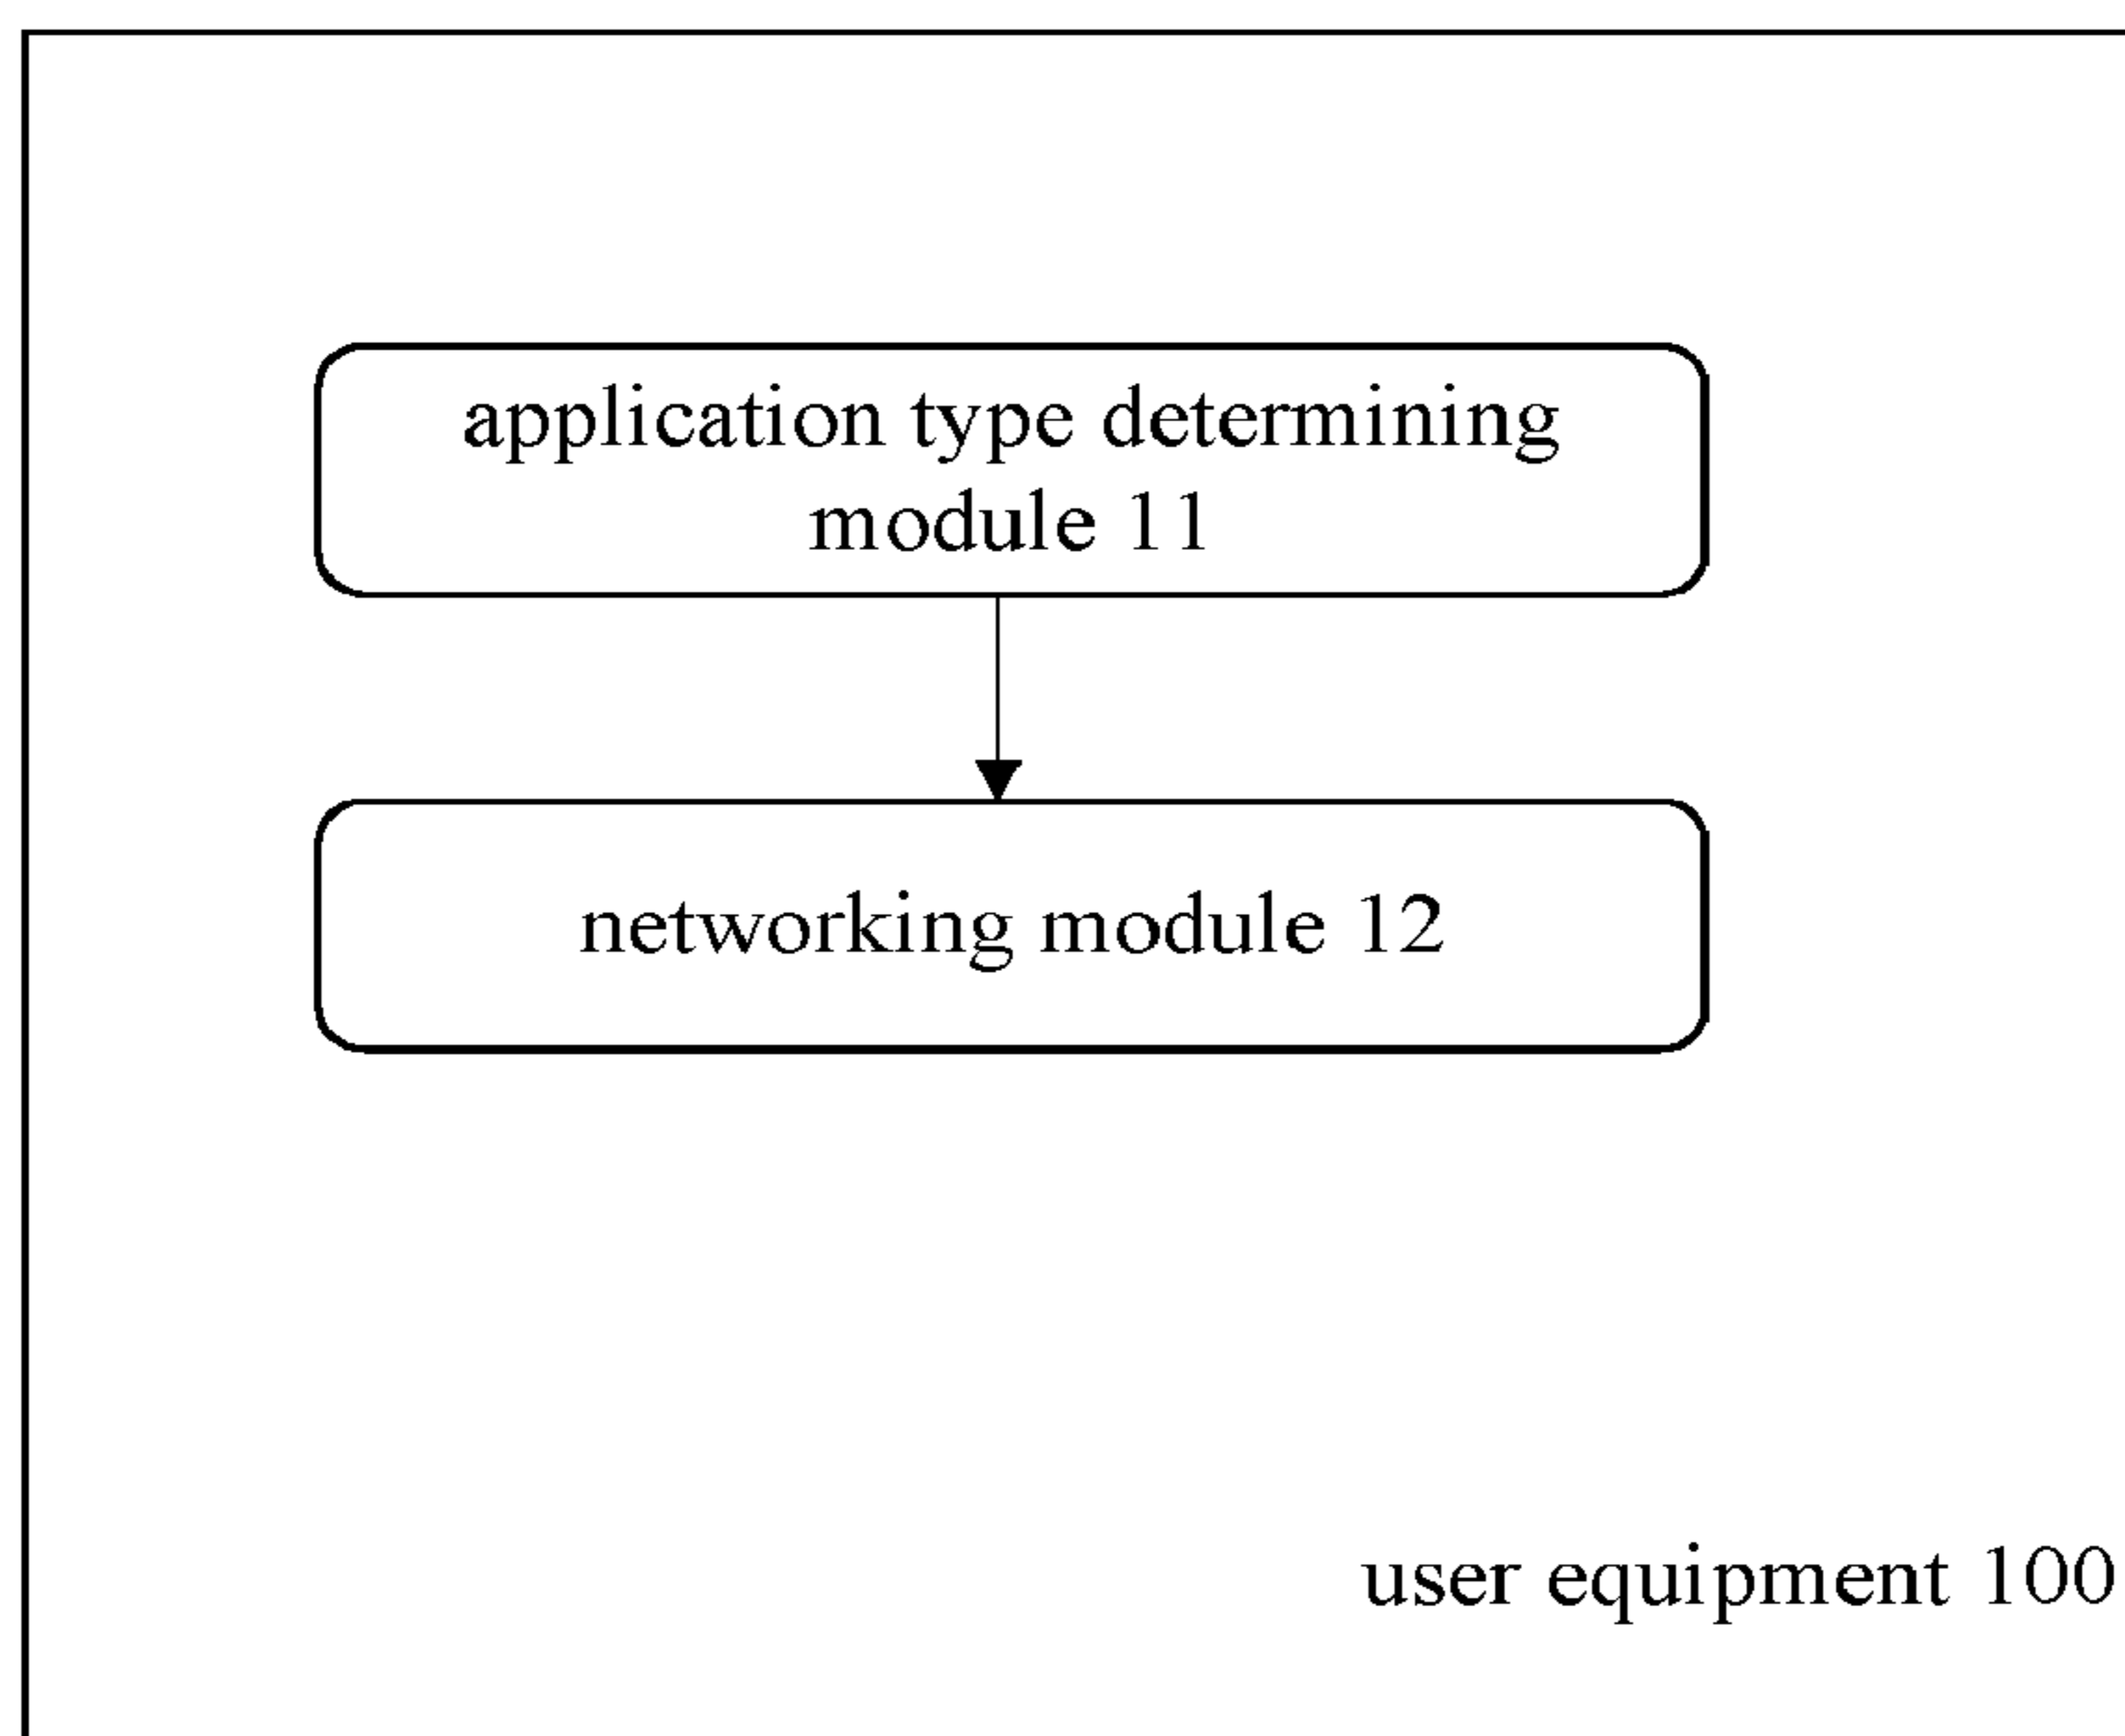 application type determining
module 11
networking module 12
user equipment 100